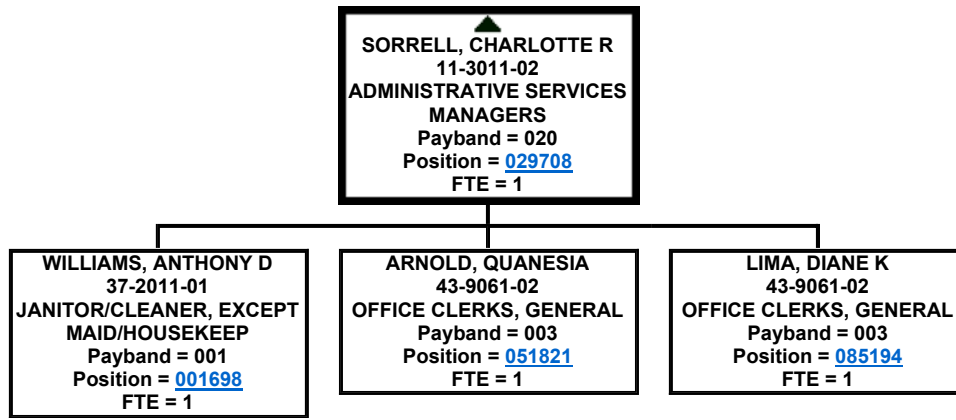 SORRELL, CHARLOTTE R
11-3011-02
ADMINISTRATIVE SERVICES
MANAGERS
Payband = 020
Position = 029708
FTE = 1
WILLIAMS, ANTHONY D
37-2011-01
JANITOR/CLEANER, EXCEPT
MAID/HOUSEKEEP
Payband = 001
Position = 001698
FTE = 1
ARNOLD, QUANESIA
43-9061-02
OFFICE CLERKS, GENERAL
Payband = 003
Position = 051821
FTE = 1
LIMA, DIANE K
43-9061-02
OFFICE CLERKS, GENERAL
Payband = 003
Position = 085194
FTE = 1